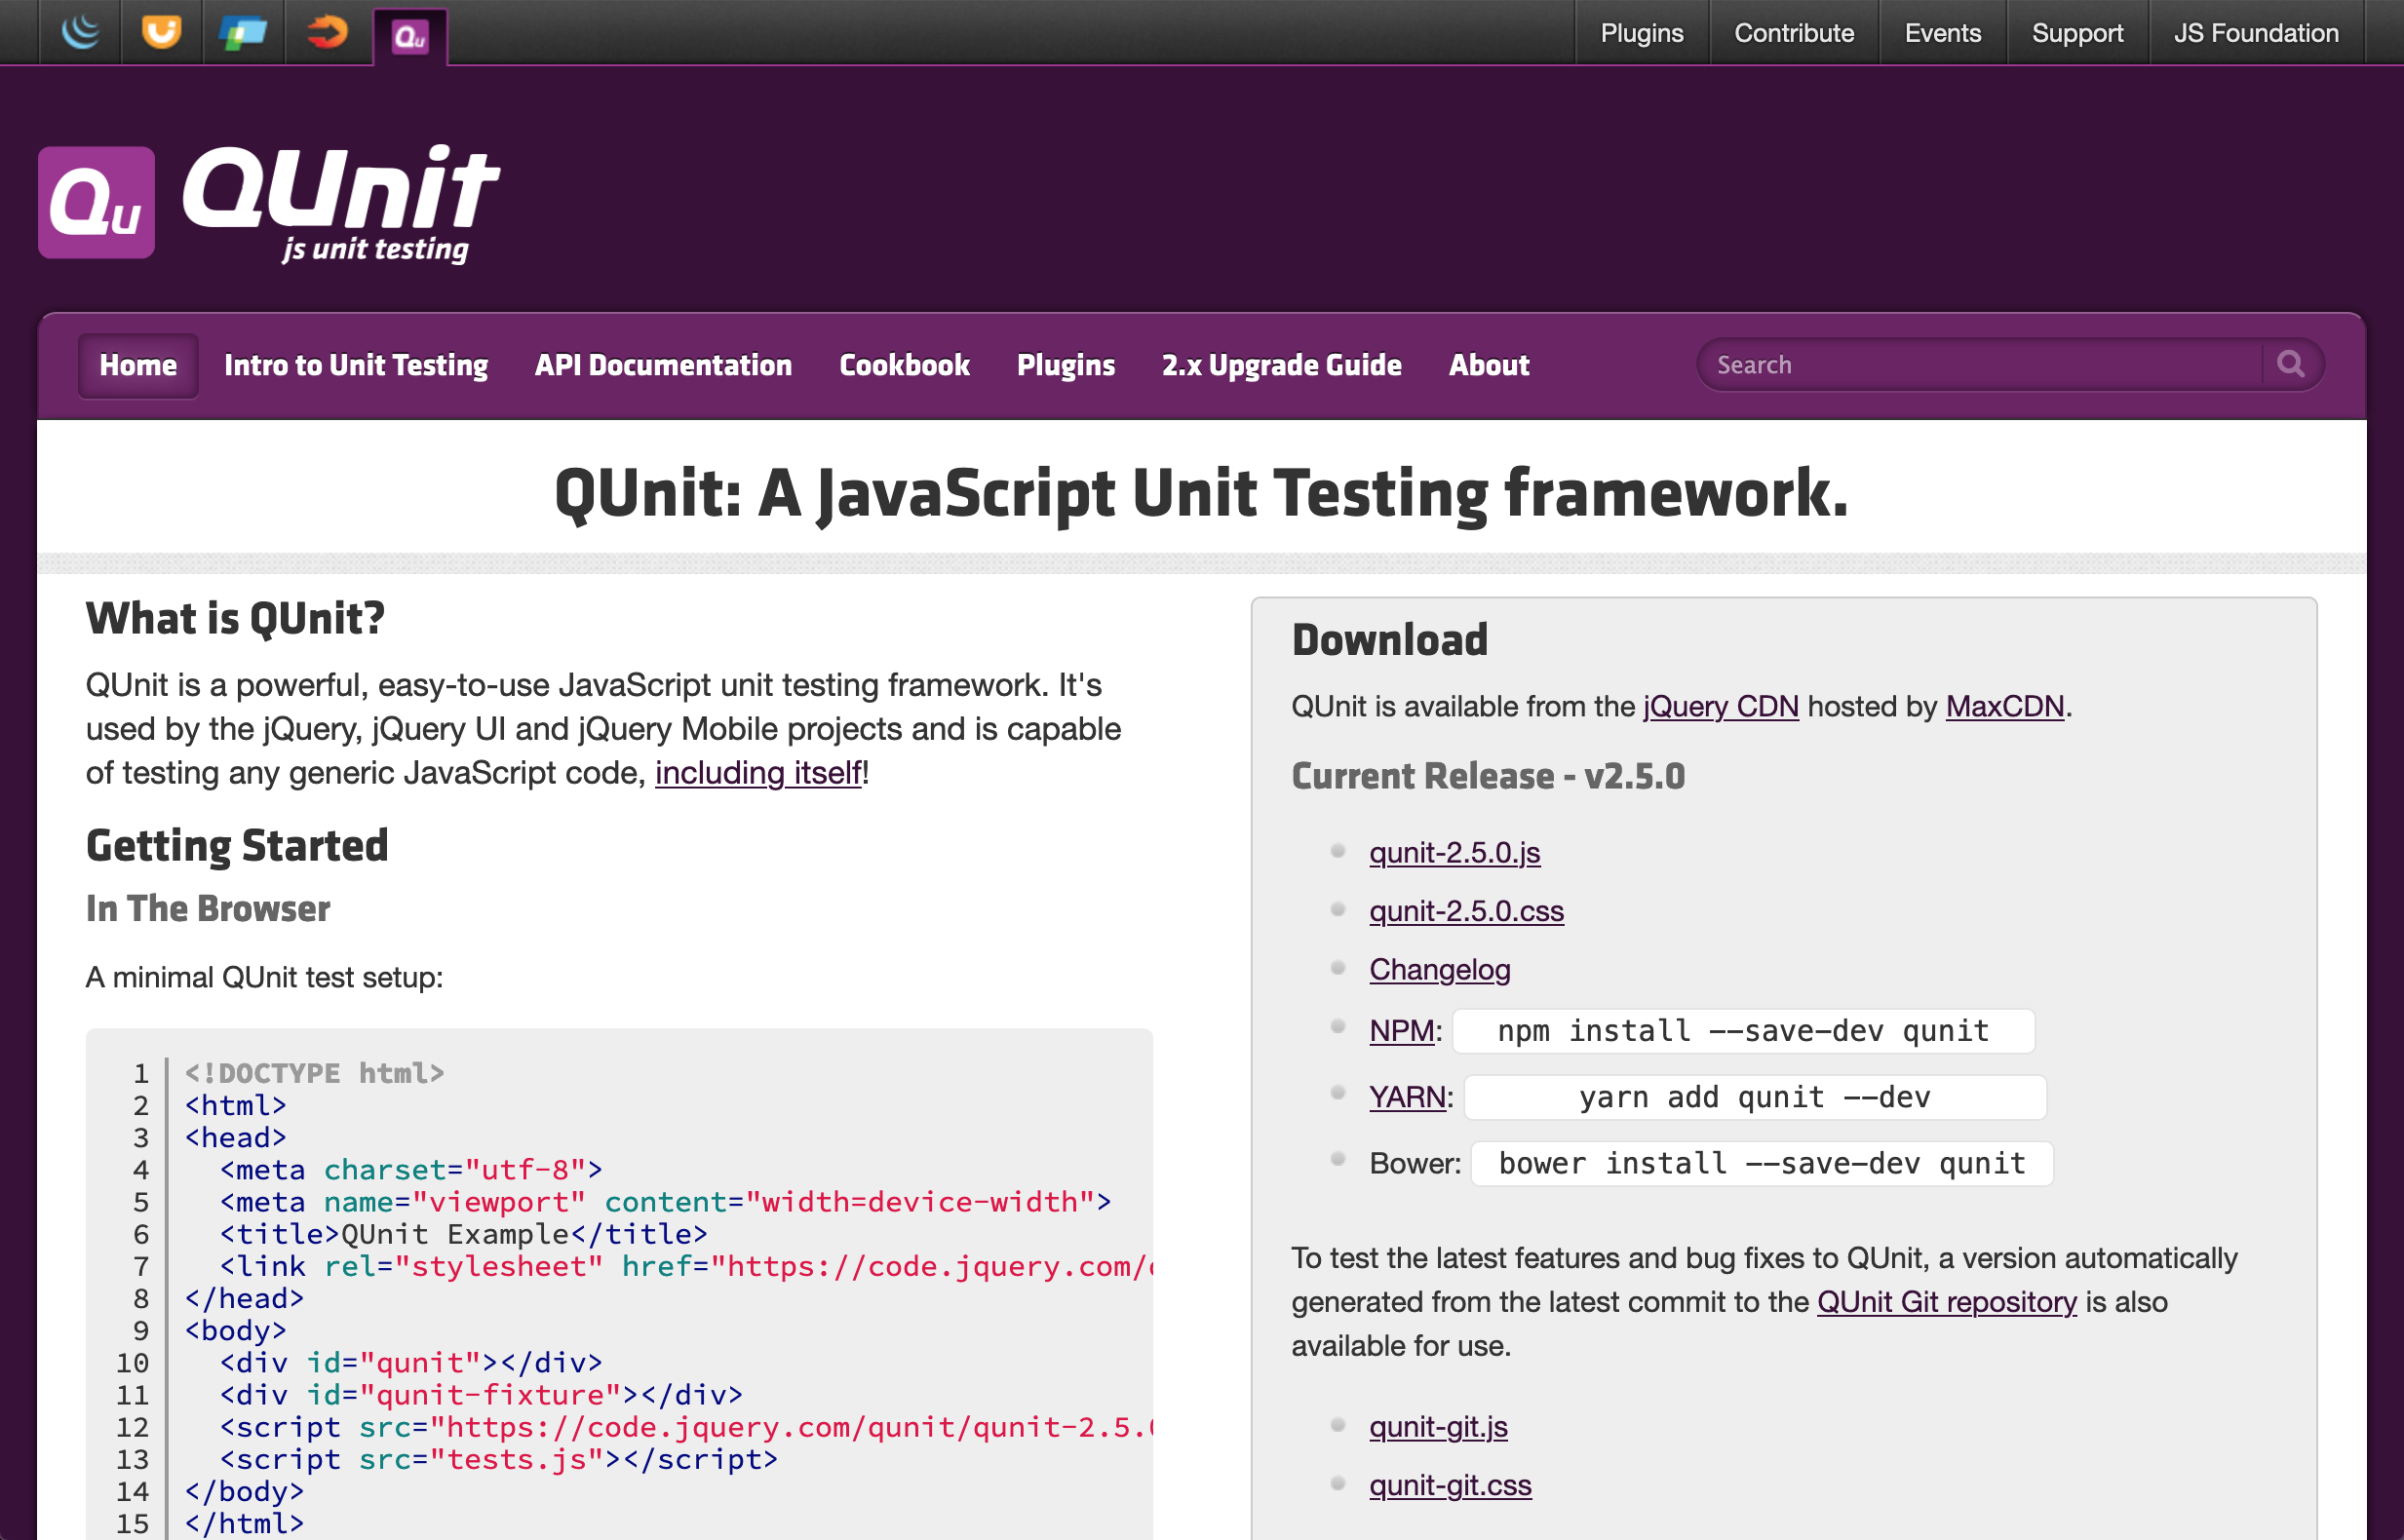 Plugins
Contribute
Events
Support
JS Foundation
Qu
Qu
QUnit
js unit testing
Home
Intro to Unit Testing
API Documentation
Cookbook
Plugins
2.x Upgrade Guide
About
Search
QUnit: A JavaScript Unit Testing framework.
What is QUnit?
QUnit is a powerful, easy-to-use JavaScript unit testing framework. It's
used by the jQuery, jQuery UI and jQuery Mobile projects and is capable
of testing any generic JavaScript code, including itself!
Getting Started
In The Browser
A minimal QUnit test setup:
1 <!DOCTYPE html>
2 <html>
3 <head>
4   <meta charset="utf-8">
5   <meta name="viewport" content="width=device-width">
6   <title>QUnit Example</title>
7   <link rel="stylesheet" href="https://code.jquery.com/
8 </head>
9 <body>
10   <div id="qunit"></div>
11   <div id="qunit-fixture"></div>
12   <script src="https://code.jquery.com/qunit/qunit-2.5.
13   <script src="tests.js"></script>
14 </body>
15 </html>
Download
QUnit is available from the jQuery CDN hosted by MaxCDN.
Current Release - v2.5.0
qunit-2.5.0.js
qunit-2.5.0.css
Changelog
NPM: npm install --save-dev qunit
YARN: yarn add qunit --dev
Bower: bower install --save-dev qunit
To test the latest features and bug fixes to QUnit, a version automatically
generated from the latest commit to the QUnit Git repository is also
available for use.
qunit-git.js
qunit-git.css